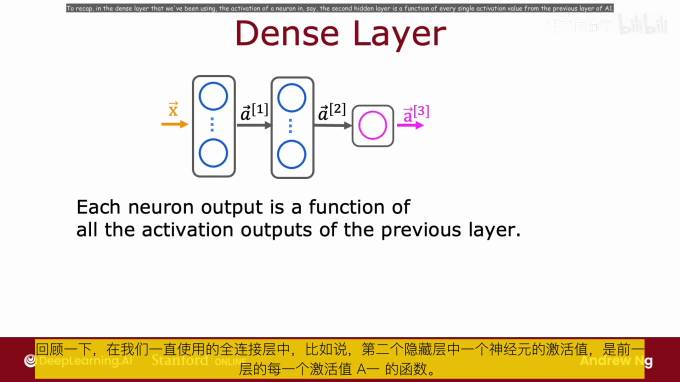 To recap, in the dense layer that we've been using, the activation of a neuron in, say, the second hidden layer is a function of every single activation value from the previous layer of A1.
bilibili
Dense Layer
x⃗
a⃗[1]
a⃗[2]
a⃗[3]
Each neuron output is a function of
all the activation outputs of the previous layer.
回顾一下，在我们一直使用的全连接层中，比如说，第二个隐藏层中一个神经元的激活值，是前一
层的每一个激活值 A一 的函数。
DeepLearning.AI
Stanford ONLINE
Andrew Ng